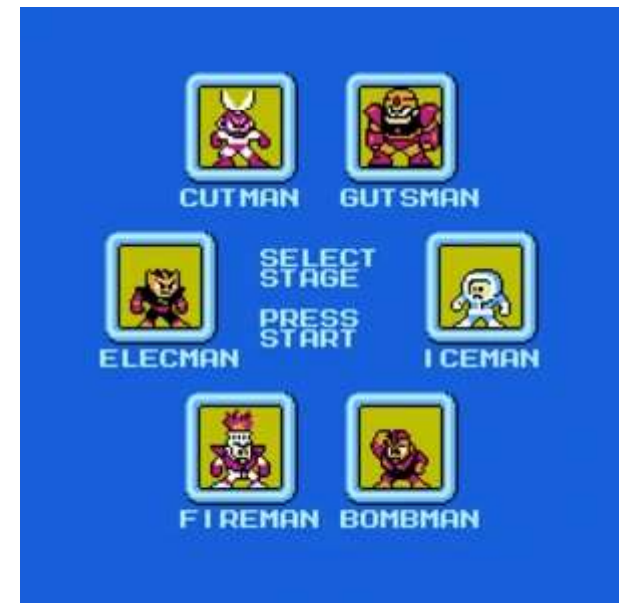 CUTMAN GUTSMAN
SELECT
STAGE
PRESS
START
ELECMAN ICEMAN
FIREMAN BOMBMAN